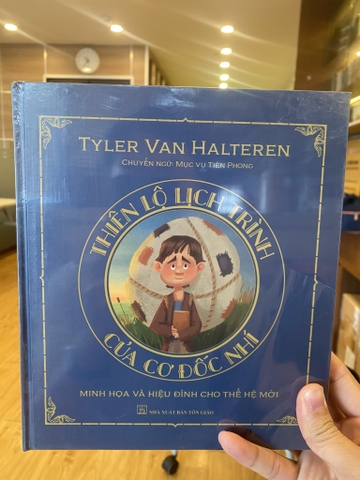 TYLER VAN HALTEREN
CHUYỂN NGỮ: MỤC VỤ TIÊN PHONG
THIÊN LỘ LỊCH TRÌNH
CỦA CƠ ĐỐC NHÍ
MINH HỌA VÀ HIỆU ĐÍNH CHO THẾ HỆ MỚI
NHÀ XUẤT BẢN TÔN GIÁO